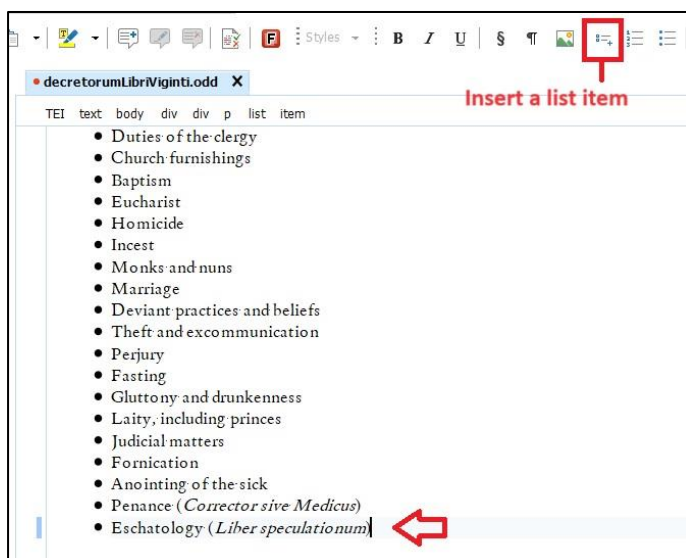 Styles B I U § ¶
decretorumLibriViginti.odd X
Insert a list item
TEI text body div div p list item
• Duties of the clergy
• Church furnishings
• Baptism
• Eucharist
• Homicide
• Incest
• Monks and nuns
• Marriage
• Deviant practices and beliefs
• Theft and excommunication
• Perjury
• Fasting
• Gluttony and drunkenness
• Laity, including princes
• Judicial matters
• Fornication
• Anointing of the sick
• Penance (Corrector sive Medicus)
• Eschatology (Liber speculationum)